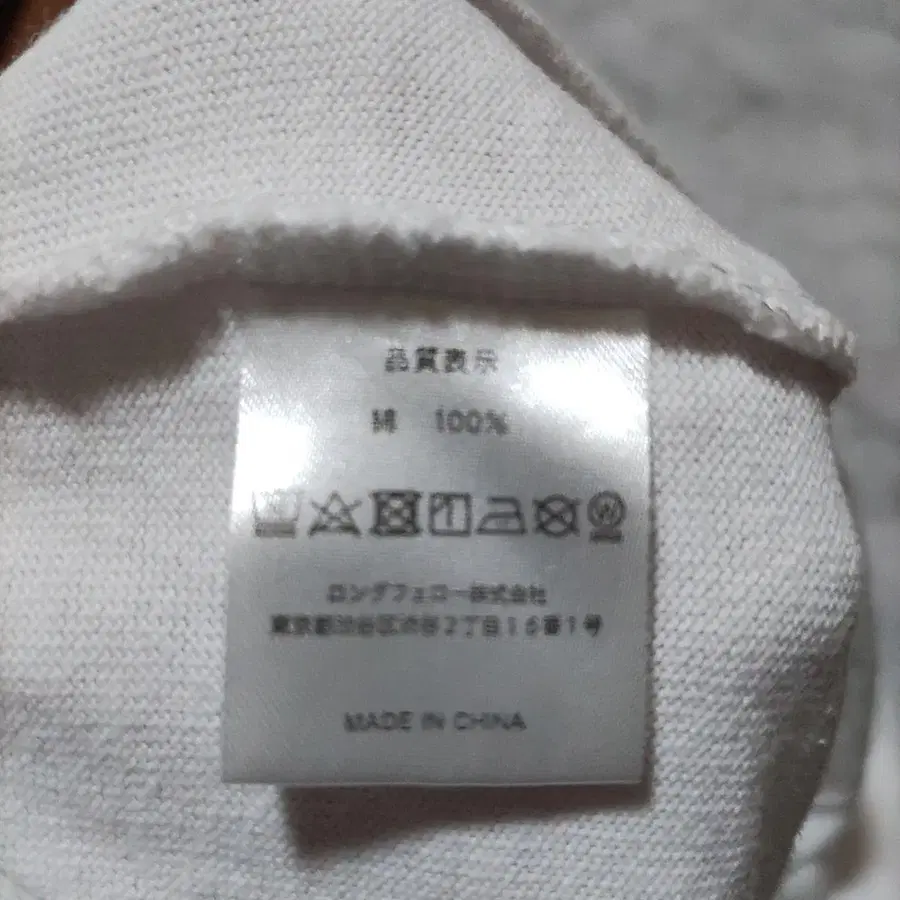 品質表示
綿 100%
W
ロングフェロー株式会社
東京都渋谷区渋谷2丁目16番1号
MADE IN CHINA